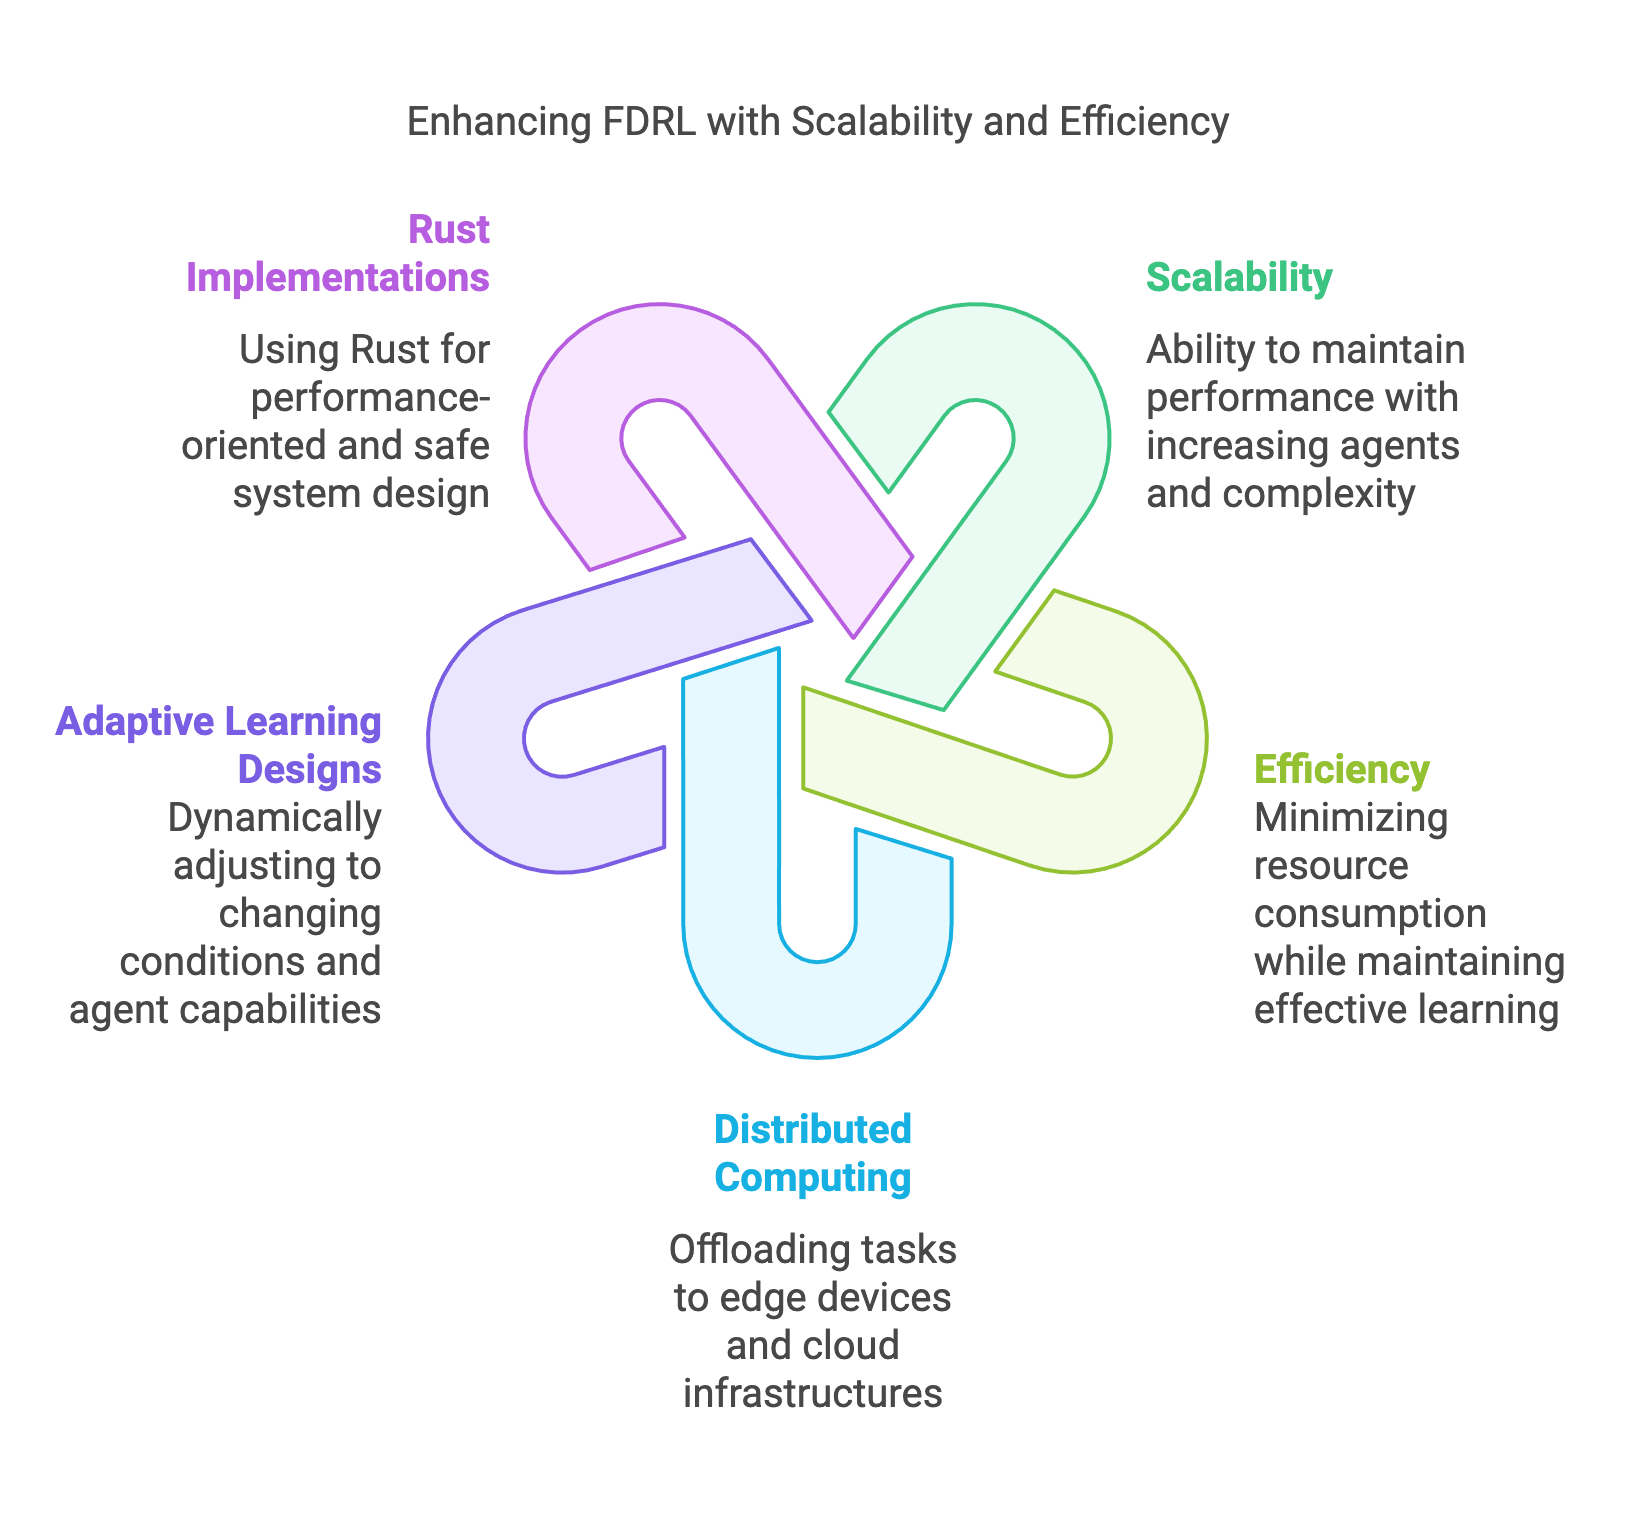 Enhancing FDRL with Scalability and Efficiency
Rust
Implementations
Using Rust for
performance-
oriented and safe
system design
Scalability
Ability to maintain
performance with
increasing agents
and complexity
Adaptive Learning
Designs
Dynamically
adjusting to
changing
conditions and
agent capabilities
Efficiency
Minimizing
resource
consumption
while maintaining
effective learning
Distributed
Computing
Offloading tasks
to edge devices
and cloud
infrastructures